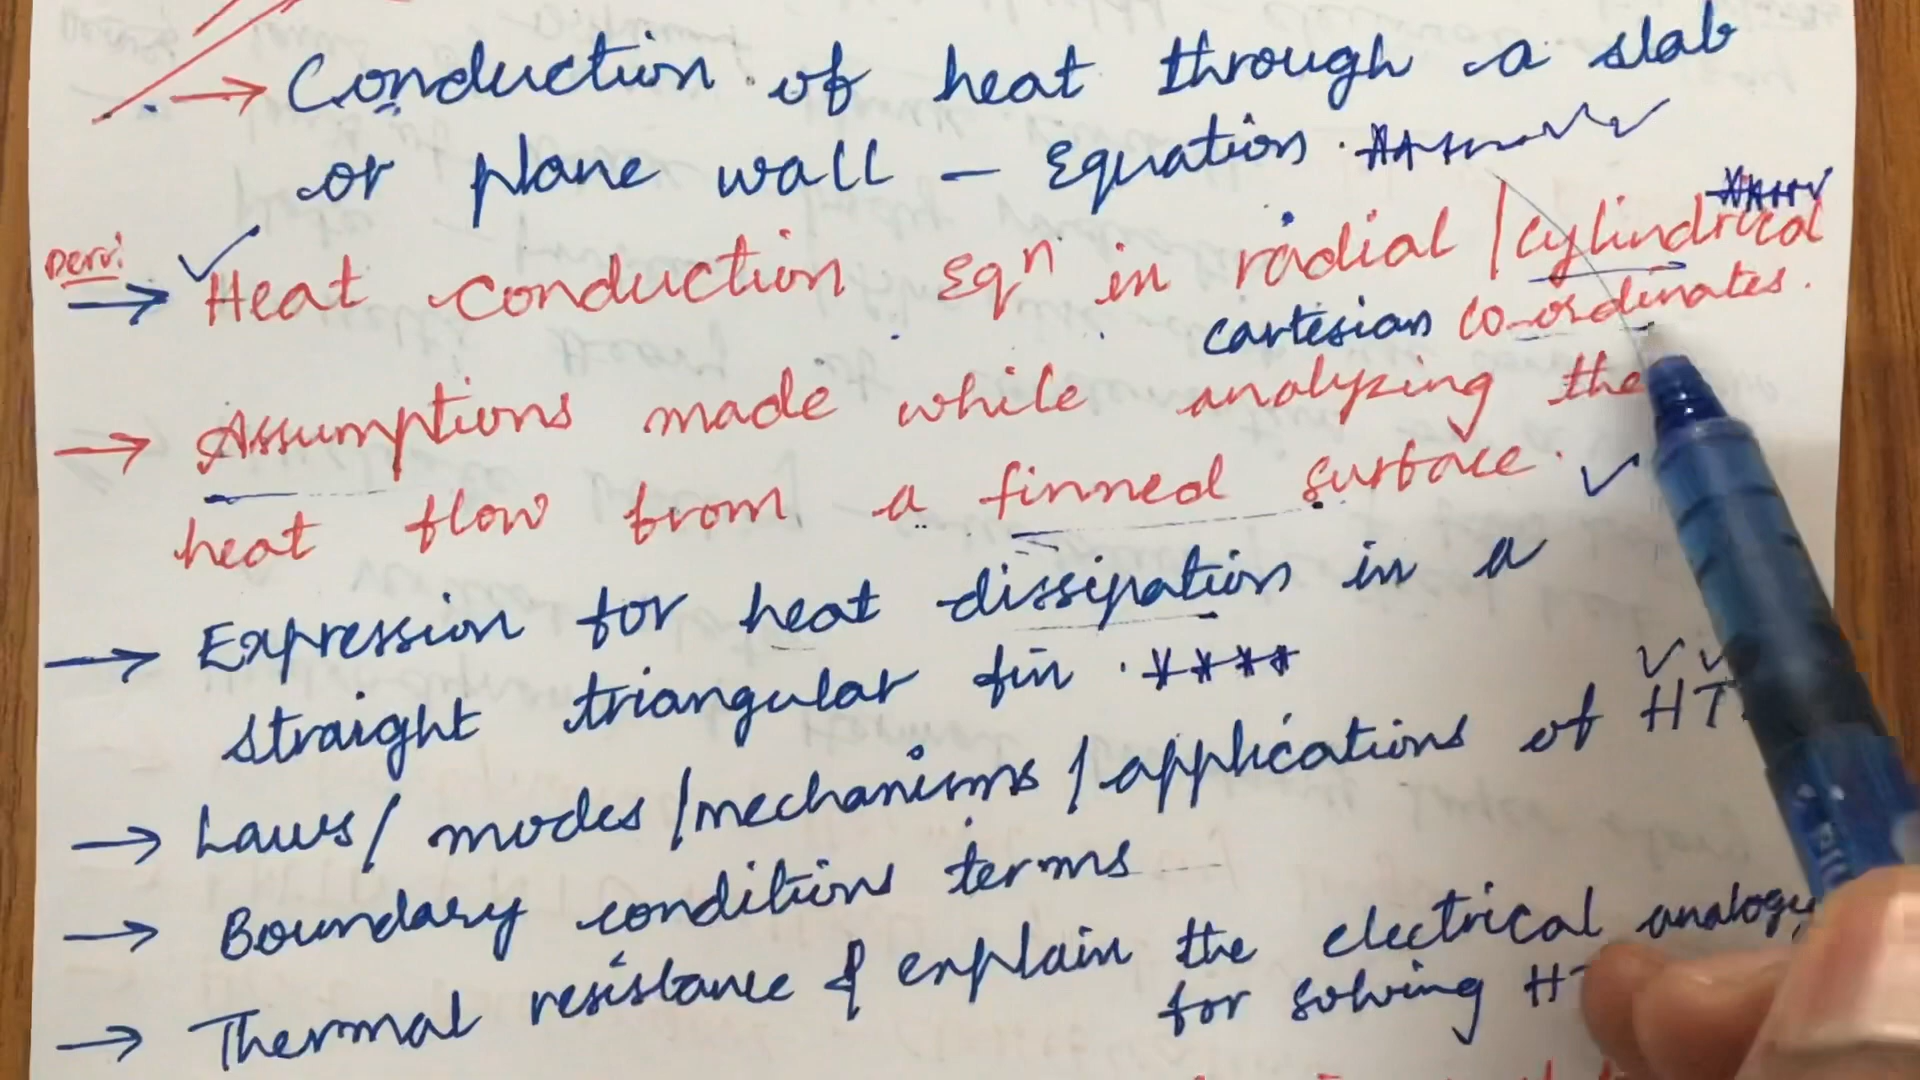 → Conduction of heat through a slab
or plane wall - Equation.
Deri. → Heat conduction Eqⁿ in radial / cylindrical
cartesian co-ordinates.
→ Assumptions made while analyzing the
heat flow from a finned surface.
→ Expression for heat dissipation in a
straight triangular fin. ****
→ Laws / modes / mechanisms / applications of HT
→ Boundary conditions terms
→ Thermal resistance & explain the electrical analogy
for solving HT